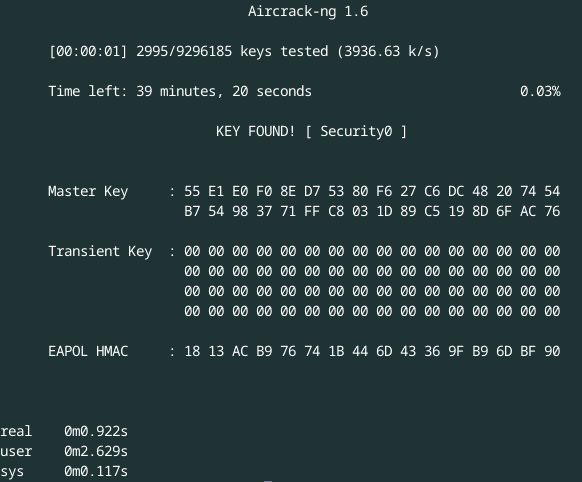 Aircrack-ng 1.6
[00:00:01] 2995/9296185 keys tested (3936.63 k/s)
Time left: 39 minutes, 20 seconds 0.03%
KEY FOUND! [ Security0 ]
Master Key : 55 E1 E0 F0 8E D7 53 80 F6 27 C6 DC 48 20 74 54
B7 54 98 37 71 FF C8 03 1D 89 C5 19 8D 6F AC 76
Transient Key : 00 00 00 00 00 00 00 00 00 00 00 00 00 00 00 00
00 00 00 00 00 00 00 00 00 00 00 00 00 00 00 00
00 00 00 00 00 00 00 00 00 00 00 00 00 00 00 00
00 00 00 00 00 00 00 00 00 00 00 00 00 00 00 00
EAPOL HMAC : 18 13 AC B9 76 74 1B 44 6D 43 36 9F B9 6D BF 90
real 0m0.922s
user 0m2.629s
sys 0m0.117s